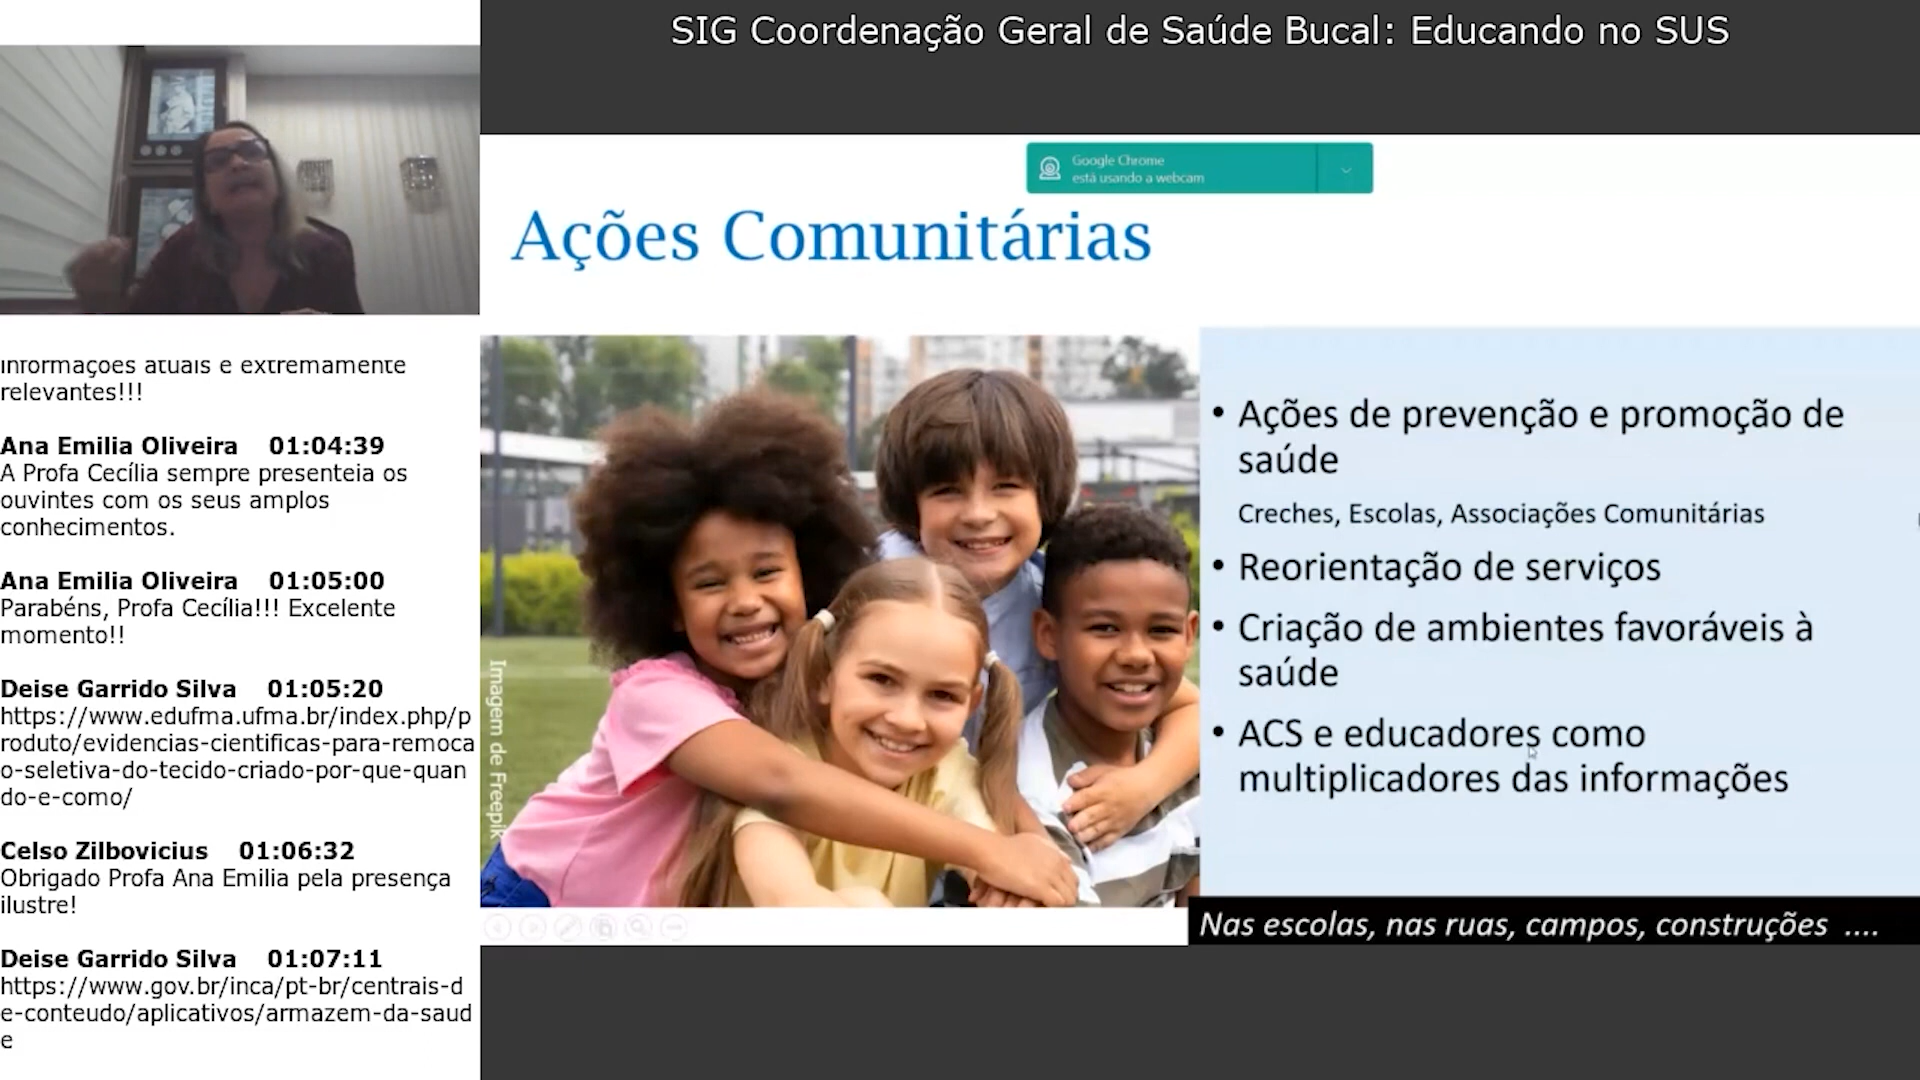 SIG Coordenação Geral de Saúde Bucal: Educando no SUS
Google Chrome
está usando a webcam
Ações Comunitárias
Imagem de Freepik
• Ações de prevenção e promoção de
saúde
Creches, Escolas, Associações Comunitárias
• Reorientação de serviços
• Criação de ambientes favoráveis à
saúde
• ACS e educadores como
multiplicadores das informações
Nas escolas, nas ruas, campos, construções ....
informações atuais e extremamente
relevantes!!!
Ana Emilia Oliveira 01:04:39
A Profa Cecília sempre presenteia os
ouvintes com os seus amplos
conhecimentos.
Ana Emilia Oliveira 01:05:00
Parabéns, Profa Cecília!!! Excelente
momento!!
Deise Garrido Silva 01:05:20
https://www.edufma.ufma.br/index.php/p
roduto/evidencias-cientificas-para-remoca
o-seletiva-do-tecido-criado-por-que-quan
do-e-como/
Celso Zilbovicius 01:06:32
Obrigado Profa Ana Emilia pela presença
ilustre!
Deise Garrido Silva 01:07:11
https://www.gov.br/inca/pt-br/centrais-d
e-conteudo/aplicativos/armazem-da-saud
e